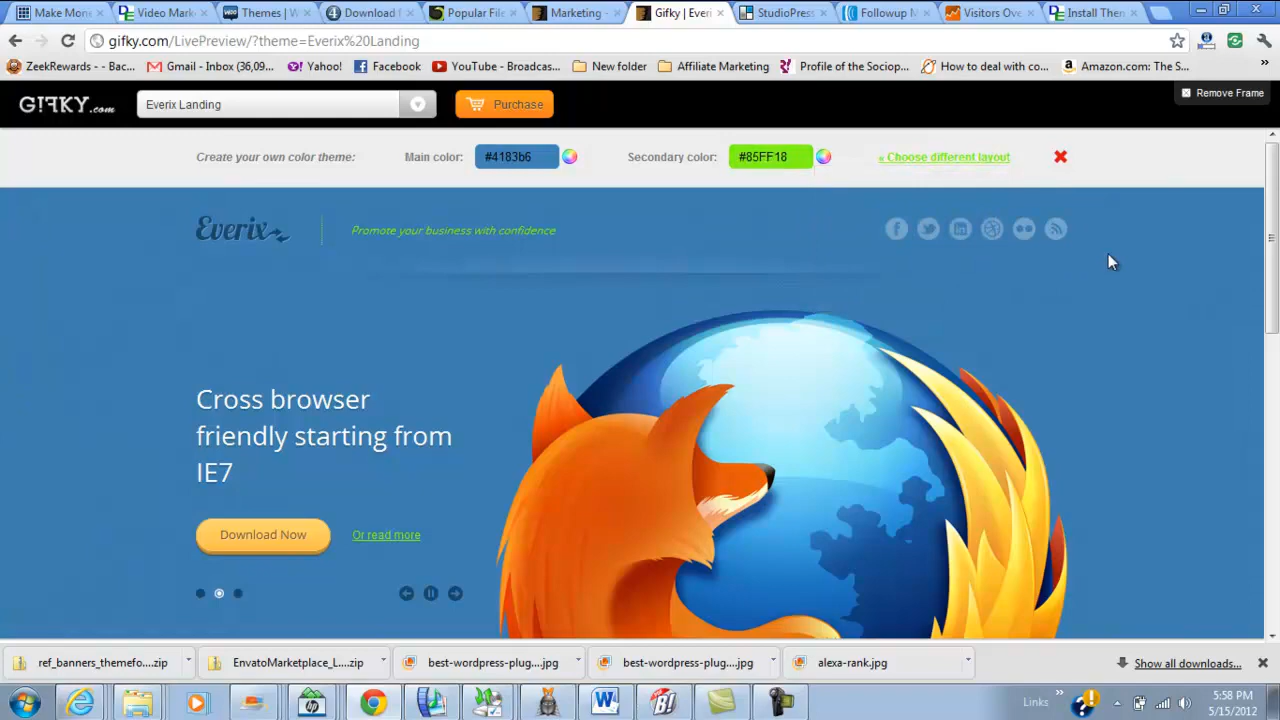 Make Mone
Video Mark
Themes | W
Download f
Popular File
Marketing -
Gifky | Everi
StudioPress
Followup M
Visitors Ove
Install Them
gifky.com/LivePreview/?theme=Everix%20Landing
ZeekRewards - - Bac...
Gmail - Inbox (36,09...
Yahoo!
Facebook
YouTube - Broadcas...
New folder
Affiliate Marketing
Profile of the Sociop...
How to deal with co...
Amazon.com: The S...
»
GIFKY.com
Everix Landing
Purchase
Remove Frame
Create your own color theme:
Main color:
#4183b6
Secondary color:
#85FF18
« Choose different layout
Everix
Promote your business with confidence
Cross browser
friendly starting from
IE7
Download Now
Or read more
ref_banners_themefo....zip
EnvatoMarketplace_L....zip
best-wordpress-plug....jpg
best-wordpress-plug....jpg
alexa-rank.jpg
Show all downloads...
Links
»
5:58 PM
5/15/2012